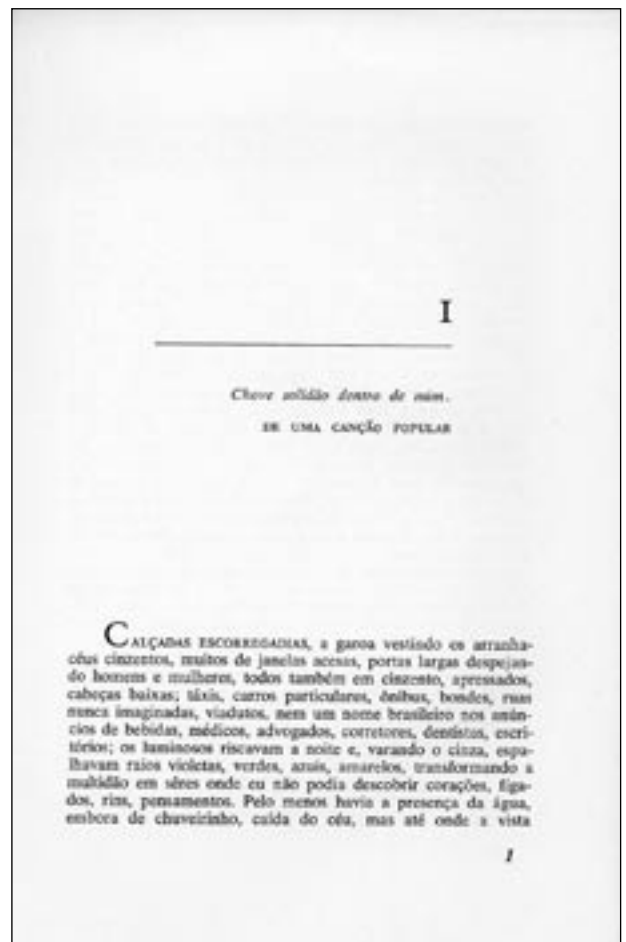 I
Chove solidão dentro de mim.
DE UMA CANÇÃO POPULAR
CALÇADAS ESCORREGADIAS, a garoa vestindo os arranha-
céus cinzentos, muitos de janelas acesas, portas largas despejan-
do homens e mulheres, todos também em cinzento, apressados,
cabeças baixas; táxis, carros particulares, ônibus, bondes, ruas
nunca imaginadas, viadutos, nem um nome brasileiro nos anún-
cios de bebidas, médicos, advogados, corretores, dentistas, escri-
tórios; os luminosos riscavam a noite e, varando o cinza, espa-
lhavam raios violetas, verdes, azuis, amarelos, transformando a
multidão em sêres onde eu não podia descobrir corações, fíga-
dos, rins, pensamentos. Pelo menos havia a presença da água,
embora de chuveirinho, caída do céu, mas até onde a vista
1